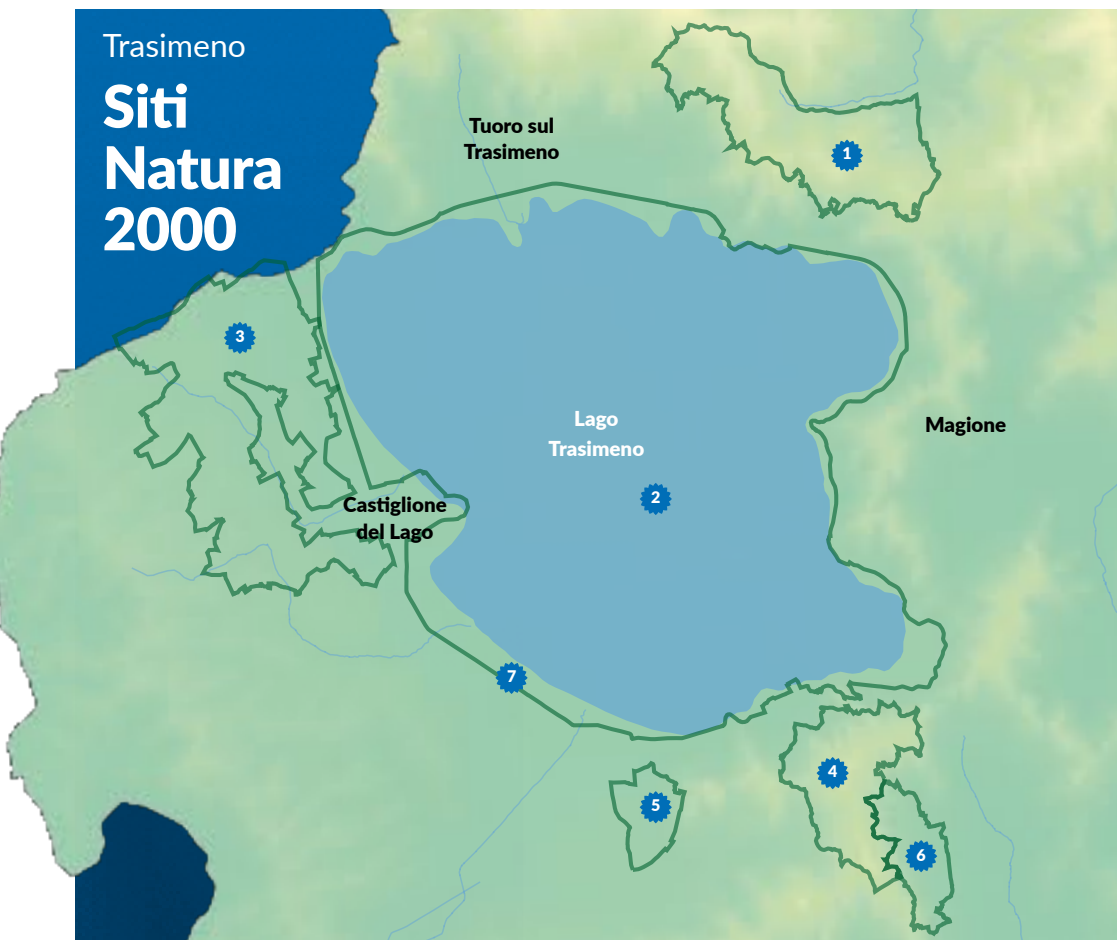 Trasimeno
Siti
Natura
2000
Tuoro sul
Trasimeno
1
3
Lago
Trasimeno
Magione
2
Castiglione
del Lago
7
4
5
6